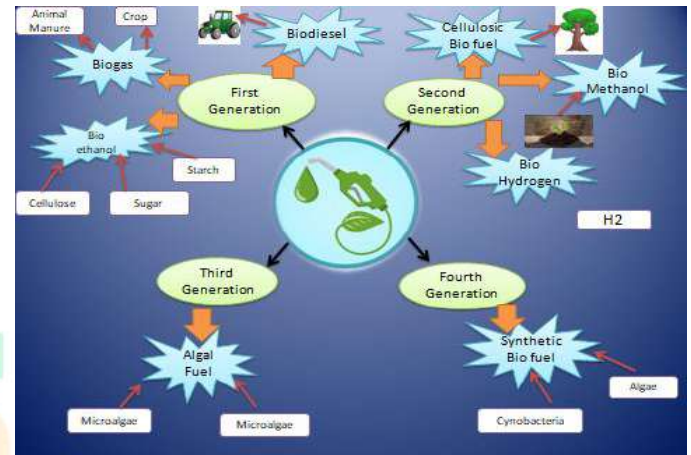 Animal
Manure
Crop
Biogas
Biodiesel
First
Generation
Bio
ethanol
Starch
Cellulose
Sugar
Cellulosic
Bio fuel
Second
Generation
Bio
Methanol
Bio
Hydrogen
H2
Third
Generation
Algal
Fuel
Microalgae
Microalgae
Fourth
Generation
Synthetic
Bio fuel
Algae
Cynobacteria